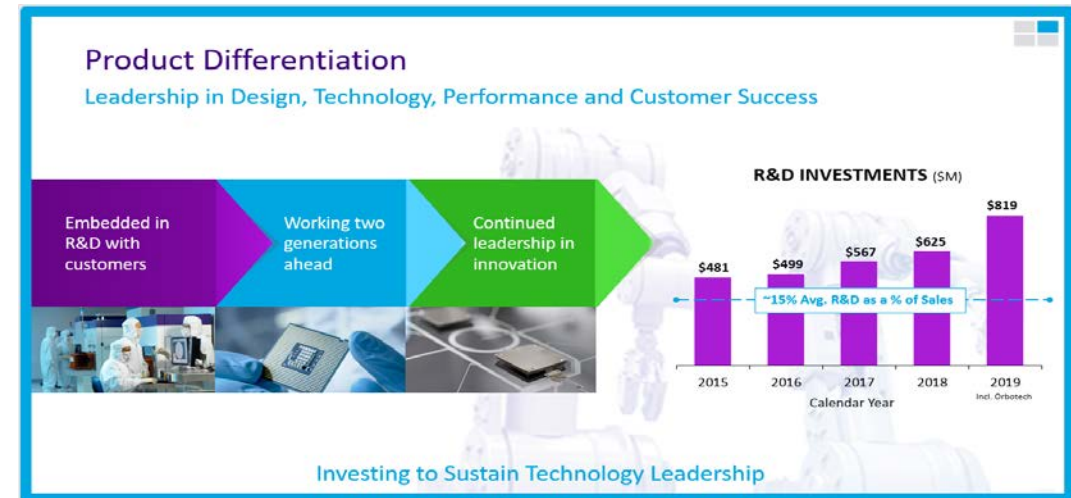 Product Differentiation
Leadership in Design, Technology, Performance and Customer Success
Embedded in
R&D with
customers
Working two
generations
ahead
Continued
leadership in
innovation
R&D INVESTMENTS ($M)
$481
$499
$567
$625
$819
~15% Avg. R&D as a % of Sales
2015
2016
2017
2018
2019
Incl. Orbotech
Calendar Year
Investing to Sustain Technology Leadership